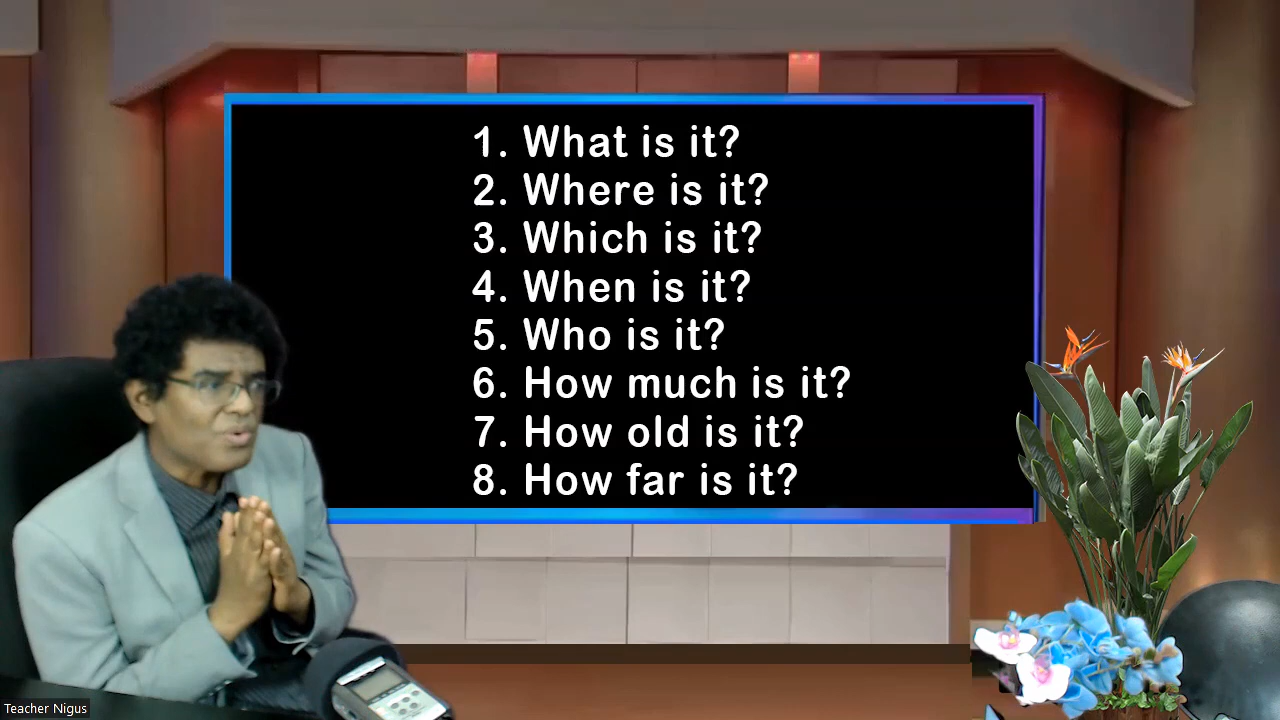 1. What is it?
2. Where is it?
3. Which is it?
4. When is it?
5. Who is it?
6. How much is it?
7. How old is it?
8. How far is it?
Teacher Nigus